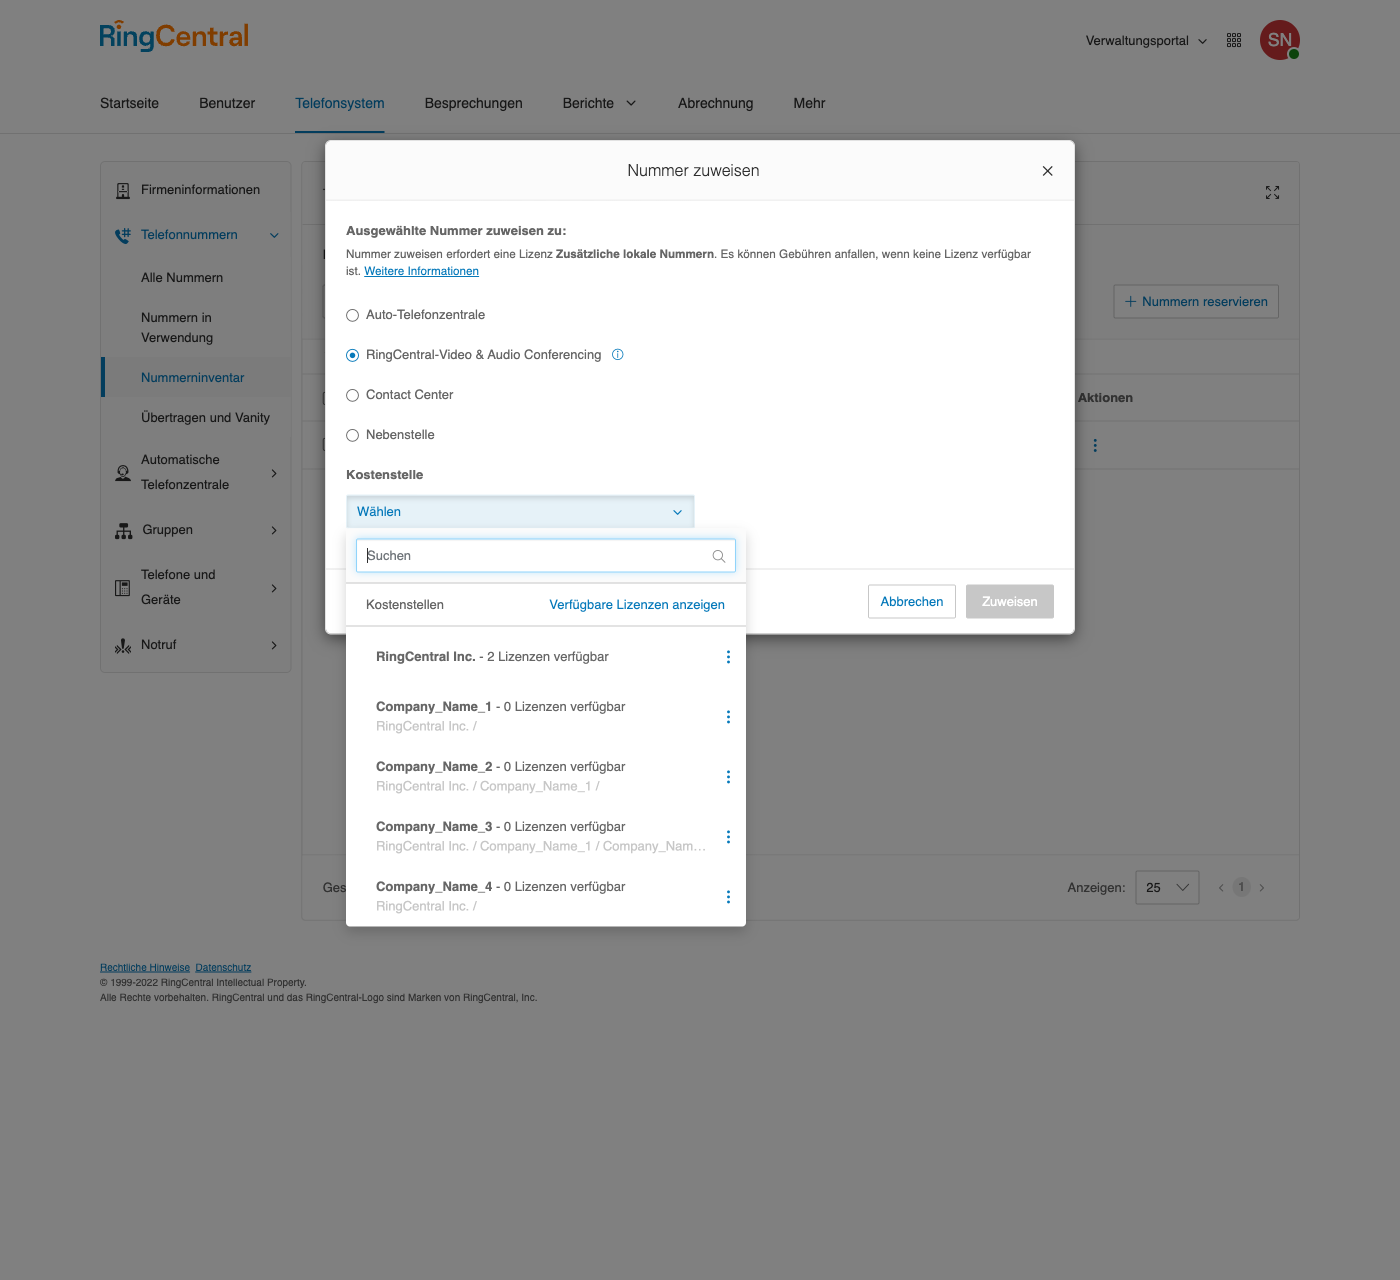 RingCentral
Verwaltungsportal
SN
Startseite
Benutzer
Telefonsystem
Besprechungen
Berichte
Abrechnung
Mehr
Firmeninformationen
Telefonnummern
Alle Nummern
Nummern in
Verwendung
Nummerninventar
Übertragen und Vanity
Automatische
Telefonzentrale
Gruppen
Telefone und
Geräte
Notruf
Nummer zuweisen
Ausgewählte Nummer zuweisen zu:
Nummer zuweisen erfordert eine Lizenz Zusätzliche lokale Nummern. Es können Gebühren anfallen, wenn keine Lizenz verfügbar
ist. Weitere Informationen
Auto-Telefonzentrale
RingCentral-Video & Audio Conferencing
Contact Center
Nebenstelle
Kostenstelle
Wählen
Suchen
Kostenstellen
Verfügbare Lizenzen anzeigen
RingCentral Inc. - 2 Lizenzen verfügbar
Company_Name_1 - 0 Lizenzen verfügbar
RingCentral Inc. /
Company_Name_2 - 0 Lizenzen verfügbar
RingCentral Inc. / Company_Name_1 /
Company_Name_3 - 0 Lizenzen verfügbar
RingCentral Inc. / Company_Name_1 / Company_Nam...
Company_Name_4 - 0 Lizenzen verfügbar
RingCentral Inc. /
Abbrechen
Zuweisen
+ Nummern reservieren
Aktionen
Ges
Anzeigen:
25
1
Rechtliche Hinweise Datenschutz
© 1999-2022 RingCentral Intellectual Property.
Alle Rechte vorbehalten. RingCentral und das RingCentral-Logo sind Marken von RingCentral, Inc.